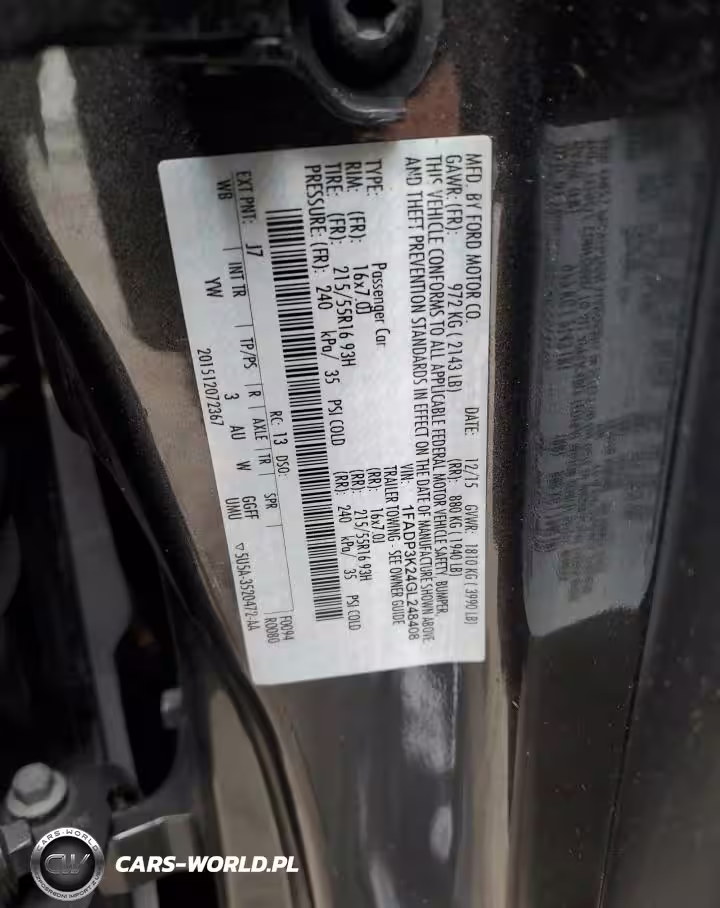 MFD. BY FORD MOTOR CO.
DATE: 12/15 GVWR: 1810 KG ( 3990 LB)
GAWR: (FR): 972 KG ( 2143 LB) (RR): 880 KG ( 1940 LB)
THIS VEHICLE CONFORMS TO ALL APPLICABLE FEDERAL MOTOR VEHICLE SAFETY, BUMPER,
AND THEFT PREVENTION STANDARDS IN EFFECT ON THE DATE OF MANUFACTURE SHOWN ABOVE.
VIN: 1FADP3K24GL248408
TYPE: Passenger Car TRAILER TOWING - SEE OWNER GUIDE
RIM: (FR): 16x7.0J (RR): 16x7.0J
TIRE: (FR): 215/55R16 93H (RR): 215/55R16 93H
PRESSURE: (FR): 240 kPa/ 35 PSI COLD (RR): 240 kPa/ 35 PSI COLD
F0094
RC: 13 DSO: R0080
EXT PNT: J7 INT TR TP/PS R AXLE TR SPR
WB YW 3 AU W GGFF
UMU
201512072367 ▽5U5A-3520472-AA
CARS-WORLD
CW
CARS-WORLD.PL